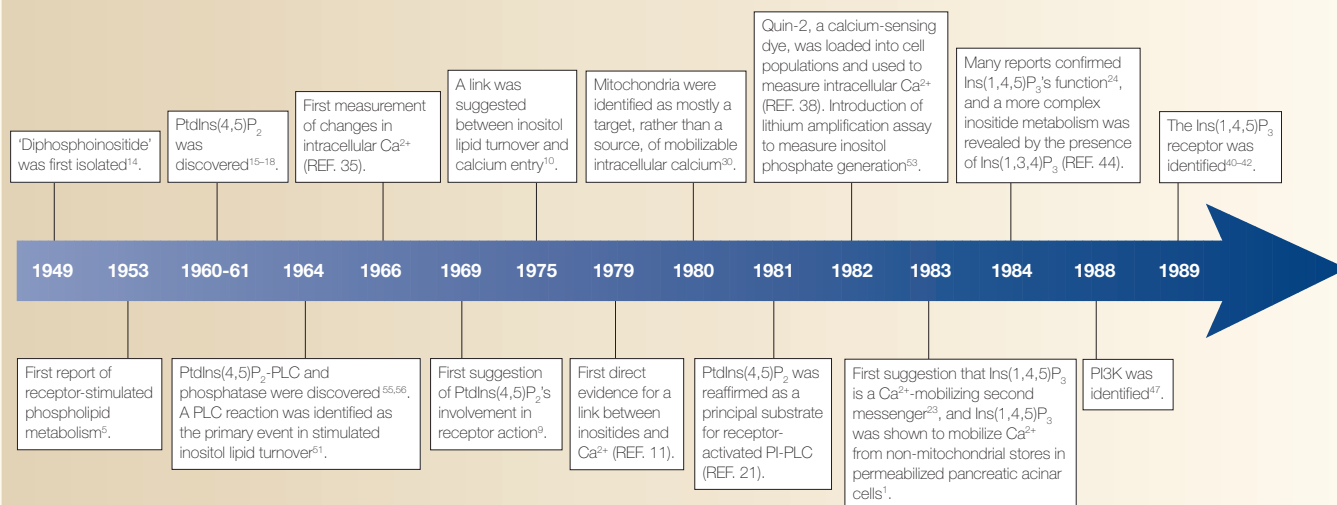 'Diphosphoinositide'
was first isolated¹⁴.
PtdIns(4,5)P₂
was
discovered¹⁵⁻¹⁸.
First measurement
of changes in
intracellular Ca²⁺
(REF. 35).
A link was
suggested
between inositol
lipid turnover and
calcium entry¹⁰.
Mitochondria were
identified as mostly a
target, rather than a
source, of mobilizable
intracellular calcium³⁰.
Quin-2, a calcium-sensing
dye, was loaded into cell
populations and used to
measure intracellular Ca²⁺
(REF. 38). Introduction of
lithium amplification assay
to measure inositol
phosphate generation⁵³.
Many reports confirmed
Ins(1,4,5)P₃'s function²⁴,
and a more complex
inositide metabolism was
revealed by the presence
of Ins(1,3,4)P₃ (REF. 44).
The Ins(1,4,5)P₃
receptor was
identified⁴⁰⁻⁴².
1949 1953 1960-61 1964 1966 1969 1975 1979 1980 1981 1982 1983 1984 1988 1989
First report of
receptor-stimulated
phospholipid
metabolism⁵.
PtdIns(4,5)P₂-PLC and
phosphatase were discovered⁵⁵,⁵⁶.
A PLC reaction was identified as
the primary event in stimulated
inositol lipid turnover⁵¹.
First suggestion
of PtdIns(4,5)P₂'s
involvement in
receptor action⁹.
First direct
evidence for a
link between
inositides and
Ca²⁺ (REF. 11).
PtdIns(4,5)P₂ was
reaffirmed as a
principal substrate
for receptor-
activated PI-PLC
(REF. 21).
First suggestion that Ins(1,4,5)P₃
is a Ca²⁺-mobilizing second
messenger²³, and Ins(1,4,5)P₃
was shown to mobilize Ca²⁺
from non-mitochondrial stores in
permeabilized pancreatic acinar
cells¹.
PI3K was
identified⁴⁷.